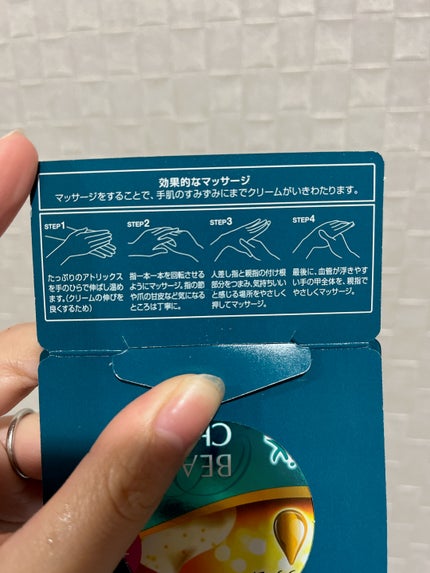 効果的なマッサージ
マッサージをすることで、手肌のすみずみにまでクリームがいきわたります。
STEP1
たっぷりのアトリックス
を手のひらで伸ばし温め
ます。(クリームの伸びを
良くするため)
STEP2
指一本一本を回転させる
ようにマッサージ。指の節
や爪の甘皮など気になる
ところは丁寧に。
STEP3
人差し指と親指の付け根
部分をつまみ、気持ちいい
と感じる場所をやさしく
押してマッサージ。
STEP4
最後に、血管が浮きやす
い手の甲全体を、親指で
やさしくマッサージ。
BEA
CH